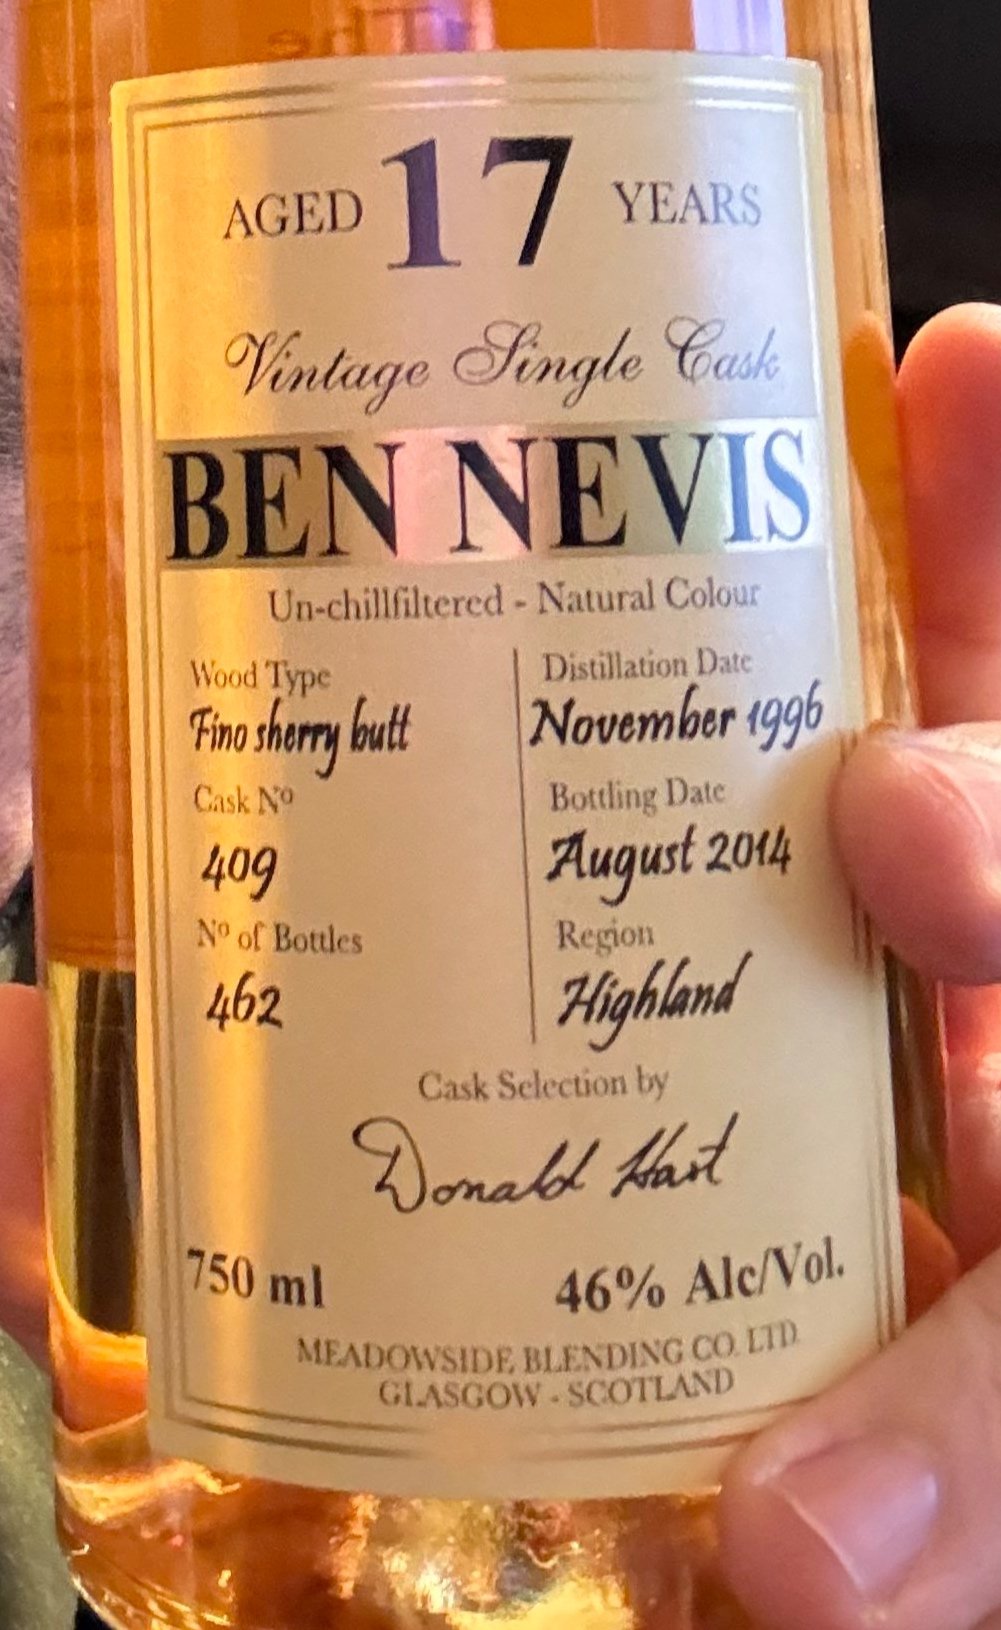 AGED 17 YEARS
Vintage Single Cask
BEN NEVIS
Un-chillfiltered - Natural Colour
Wood Type
Fino sherry butt
Cask Nº
409
Nº of Bottles
462
Distillation Date
November 1996
Bottling Date
August 2014
Region
Highland
Cask Selection by
Donald Hart
750 ml 46% Alc/Vol.
MEADOWSIDE BLENDING CO. LTD.
GLASGOW - SCOTLAND